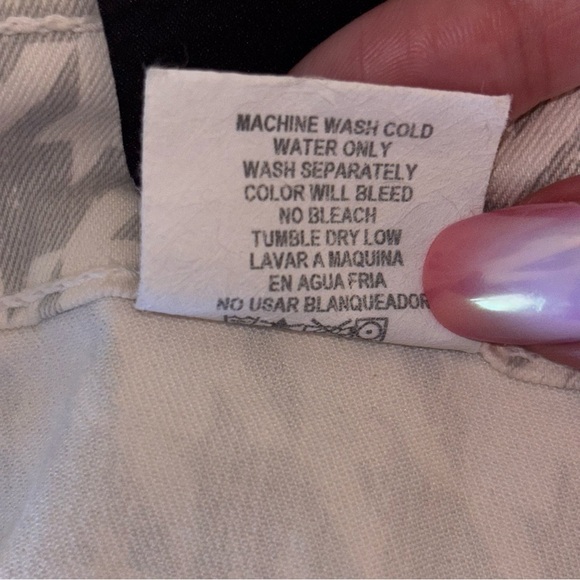 MACHINE WASH COLD
WATER ONLY
WASH SEPARATELY
COLOR WILL BLEED
NO BLEACH
TUMBLE DRY LOW
LAVAR A MAQUINA
EN AGUA FRIA
NO USAR BLANQUEADOR